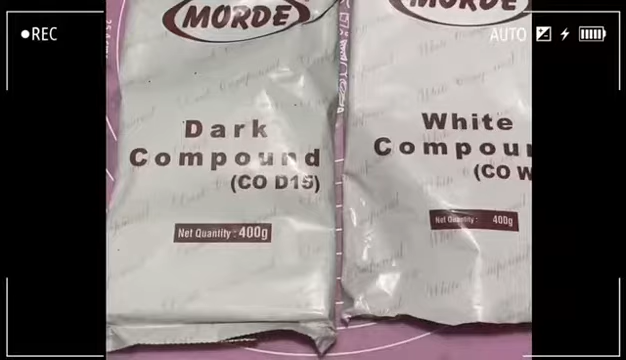 REC
AUTO
MORDE
Dark
Compound
(CO D15)
Net Quantity : 400g
MORDE
White
Compou
(CO W
Net Quantity : 400g